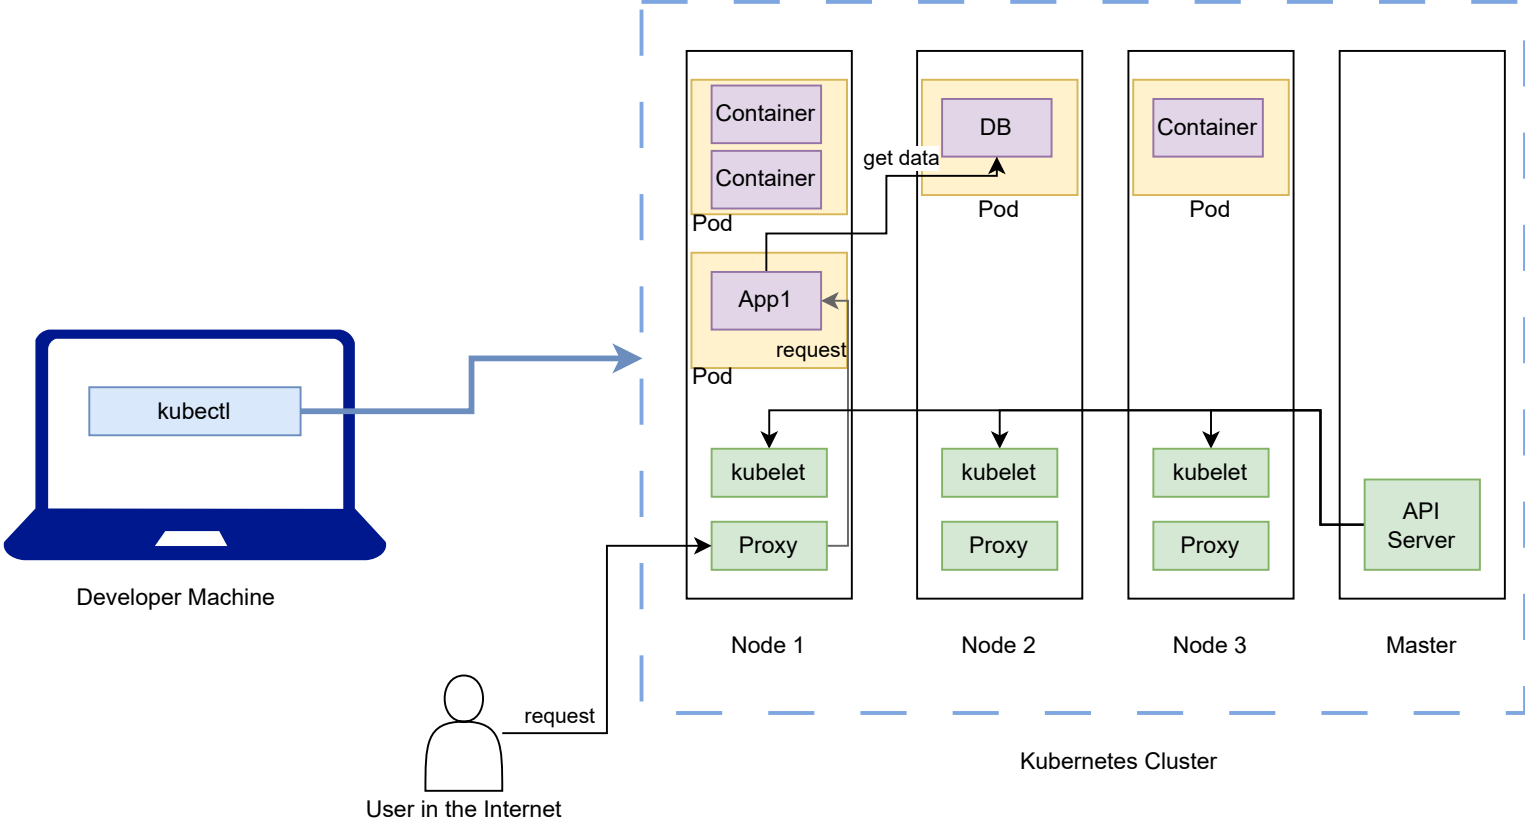 kubectl
Developer Machine
User in the Internet
request
Container
Container
Pod
App1
request
Pod
kubelet
Proxy
Node 1
get data
DB
Pod
kubelet
Proxy
Node 2
Container
Pod
kubelet
Proxy
Node 3
API
Server
Master
Kubernetes Cluster